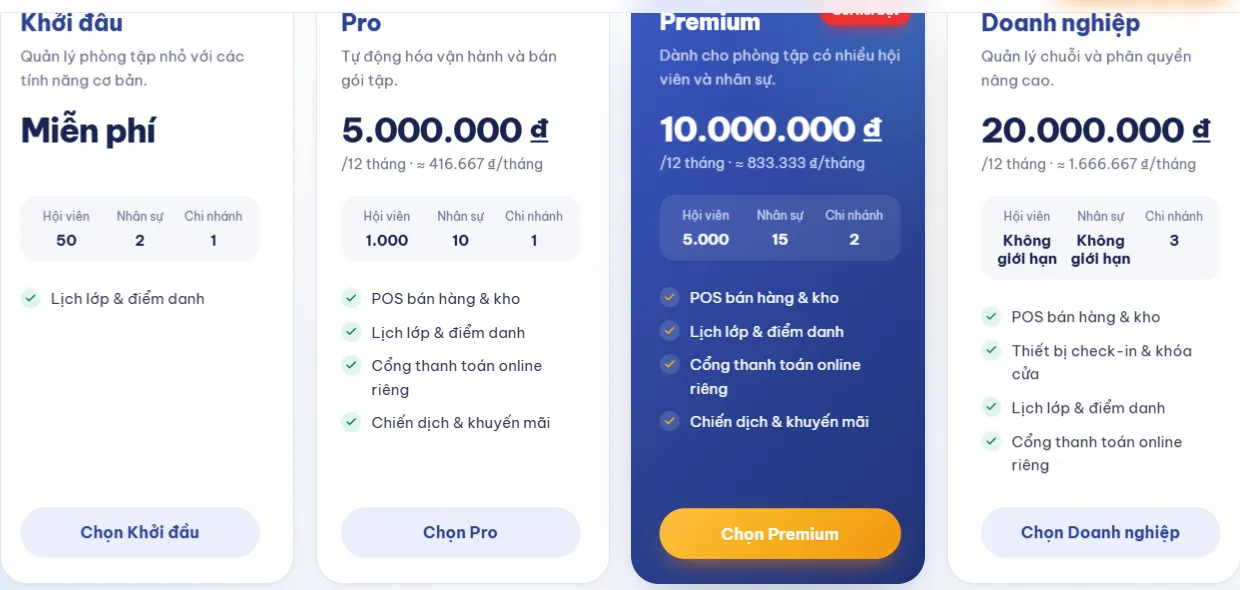 Khởi đầu
Quản lý phòng tập nhỏ với các
tính năng cơ bản.
Miễn phí
Hội viên Nhân sự Chi nhánh
50 2 1
Lịch lớp & điểm danh
Chọn Khởi đầu
Pro
Tự động hóa vận hành và bán
gói tập.
5.000.000 ₫
/12 tháng · ≈ 416.667 ₫/tháng
Hội viên Nhân sự Chi nhánh
1.000 10 1
POS bán hàng & kho
Lịch lớp & điểm danh
Cổng thanh toán online
riêng
Chiến dịch & khuyến mãi
Chọn Pro
Premium
Dành cho phòng tập có nhiều hội
viên và nhân sự.
10.000.000 ₫
/12 tháng · ≈ 833.333 ₫/tháng
Hội viên Nhân sự Chi nhánh
5.000 15 2
POS bán hàng & kho
Lịch lớp & điểm danh
Cổng thanh toán online
riêng
Chiến dịch & khuyến mãi
Chọn Premium
Doanh nghiệp
Quản lý chuỗi và phân quyền
nâng cao.
20.000.000 ₫
/12 tháng · ≈ 1.666.667 ₫/tháng
Hội viên Nhân sự Chi nhánh
Không Không 3
giới hạn giới hạn
POS bán hàng & kho
Thiết bị check-in & khóa
cửa
Lịch lớp & điểm danh
Cổng thanh toán online
riêng
Chọn Doanh nghiệp